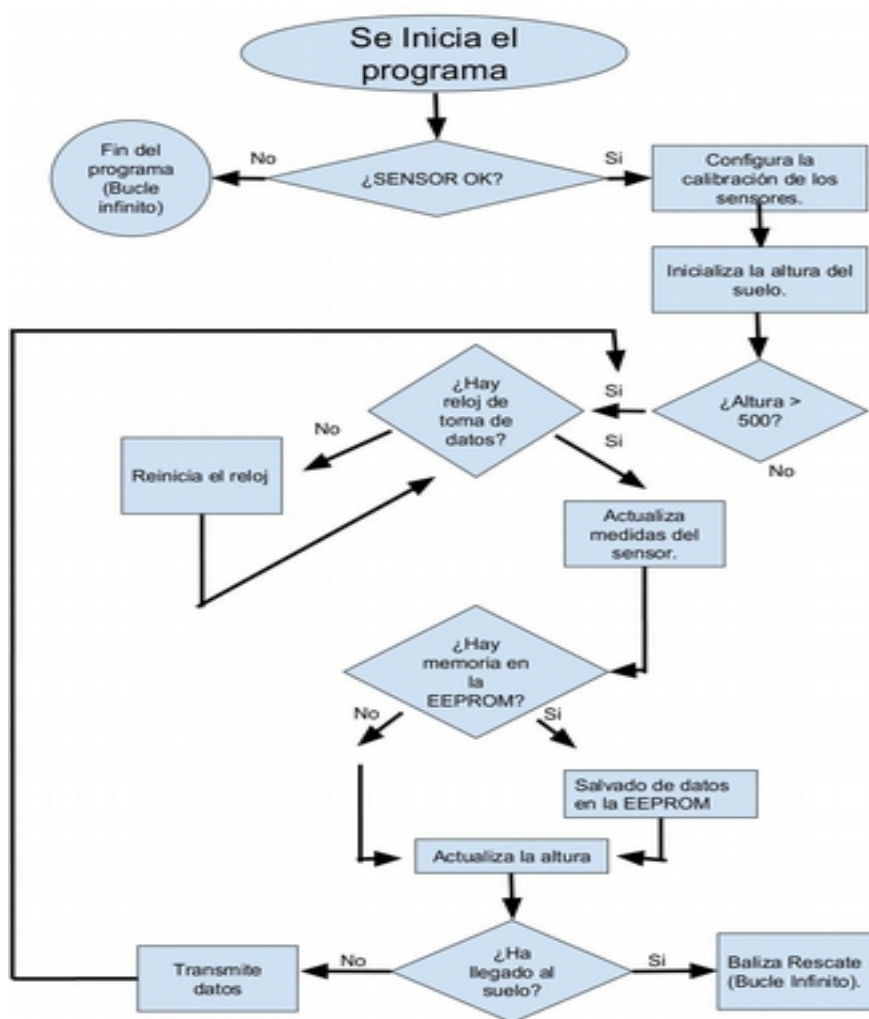 Se Inicia el
programa
Fin del
programa
(Bucle
infinito)
No
¿SENSOR OK?
Si
Configura la
calibración de los
sensores.
Inicializa la altura del
suelo.
¿Hay
reloj de
toma de
datos?
Si
¿Altura >
500?
No
Si
No
Reinicia el reloj
Actualiza
medidas del
sensor.
¿Hay
memoria en
la
EEPROM?
No
Si
Salvado de datos
en la EEPROM
Actualiza la altura
Transmite
datos
No
¿Ha
llegado al
suelo?
Si
Baliza Rescate
(Bucle Infinito).